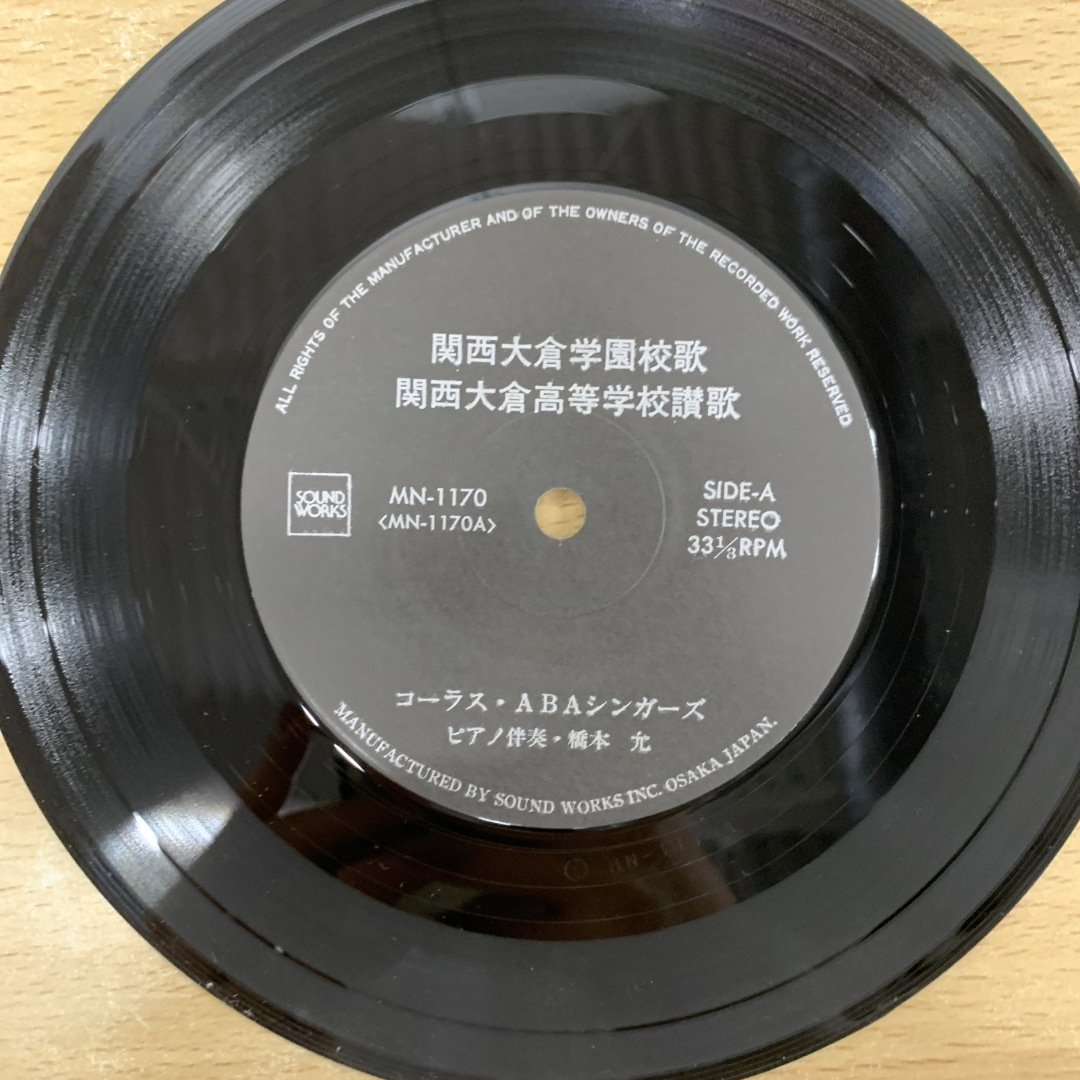 ALL RIGHTS OF THE MANUFACTURER AND OF THE OWNERS OF THE RECORDED WORK RESERVED
関西大倉学園校歌
関西大倉高等学校讃歌
SOUND
WORKS
MN-1170
〈MN-1170A〉
SIDE-A
STEREO
33⅓RPM
コーラス・ABAシンガーズ
ピアノ伴奏・橋本 允
MANUFACTURED BY SOUND WORKS INC. OSAKA JAPAN.